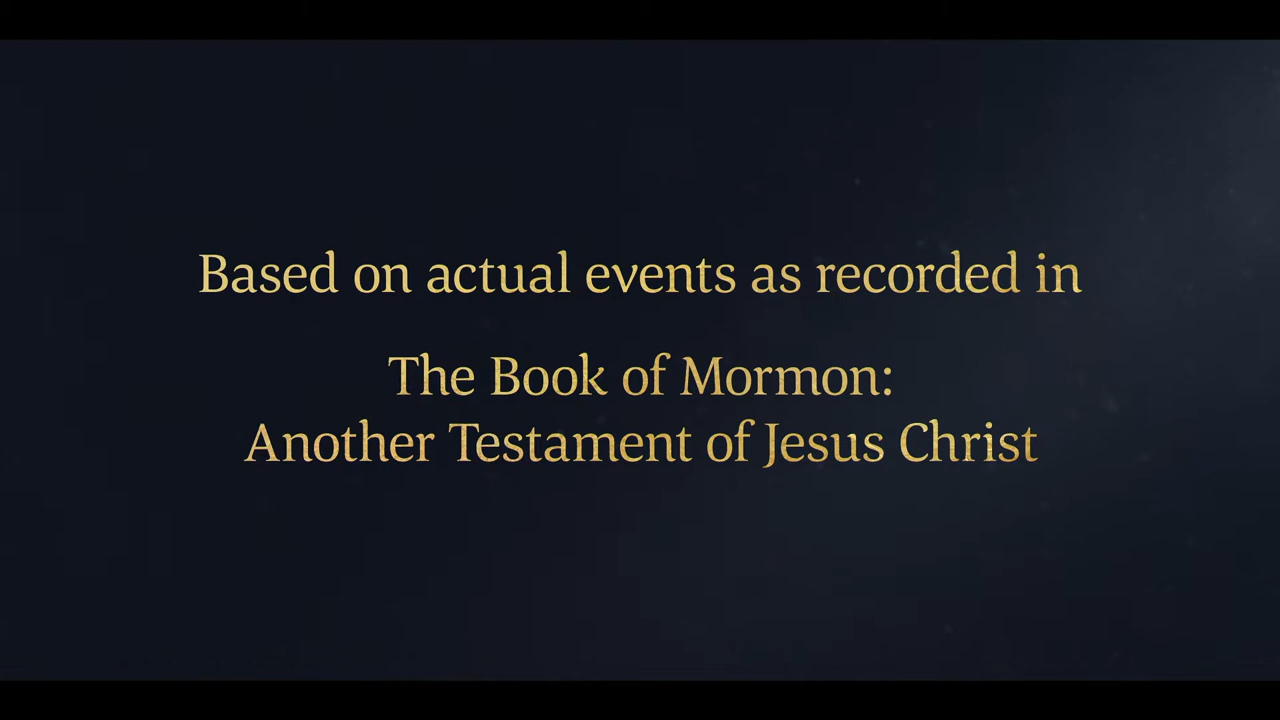 Based on actual events as recorded in
The Book of Mormon:
Another Testament of Jesus Christ